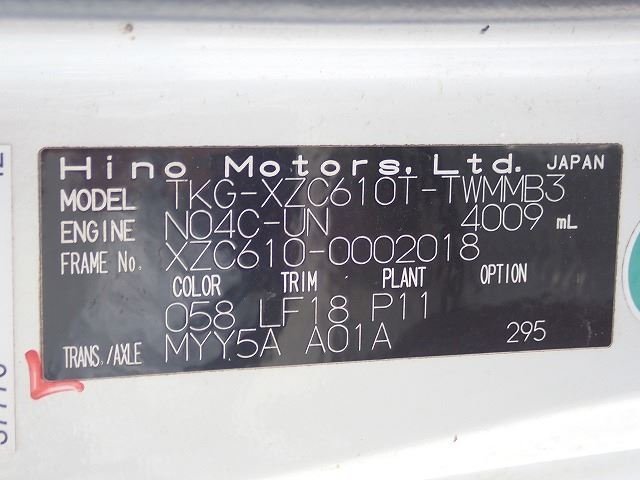 Hino Motors, Ltd. JAPAN
MODEL TKG-XZC610T-TWMMB3
ENGINE N04C-UN 4009 mL
FRAME No. XZC610-0002018
COLOR TRIM PLANT OPTION
058 LF18 P11
TRANS./AXLE MYY5A A01A 295